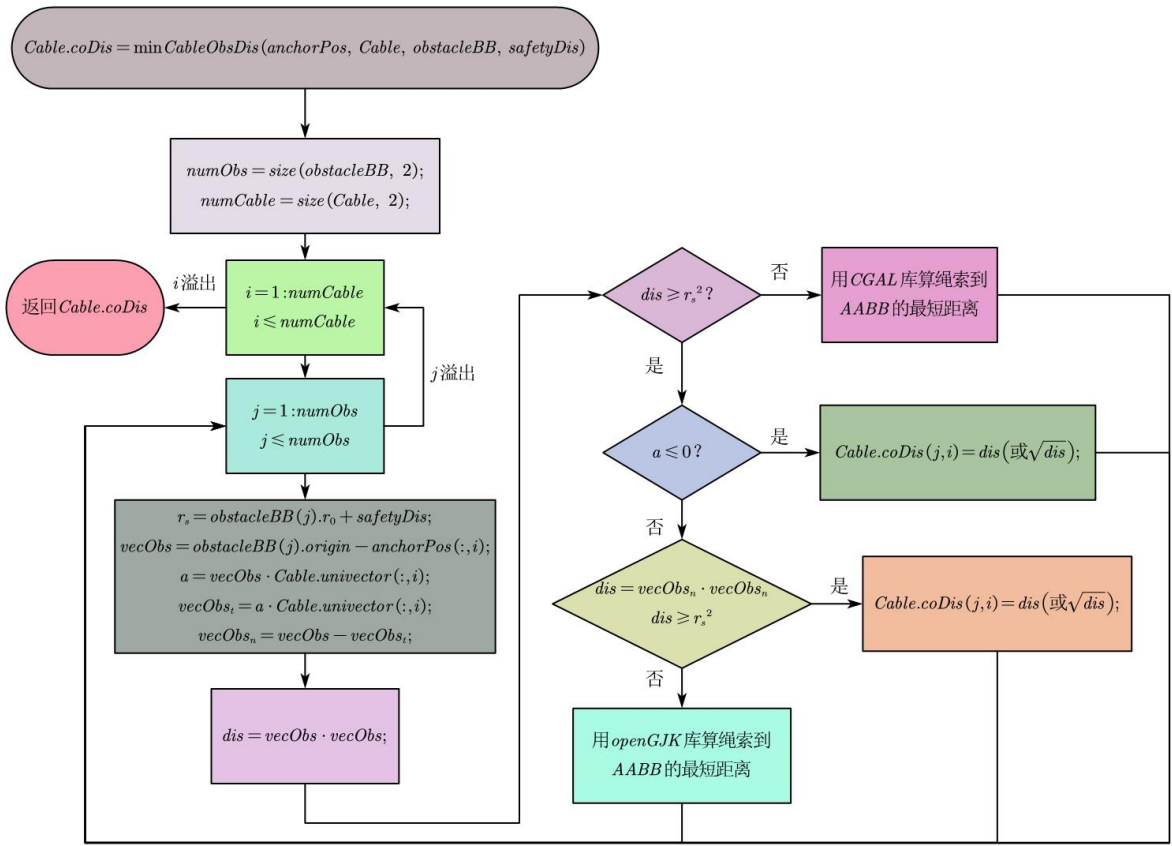 Cable.coDis = minCableObsDis(anchorPos, Cable, obstacleBB, safetyDis)
numObs = size(obstacleBB, 2);
numCable = size(Cable, 2);
i = 1:numCable
i ≤ numCable
i溢出
返回Cable.coDis
j = 1:numObs
j ≤ numObs
j溢出
r_s = obstacleBB(j).r_0 + safetyDis;
vecObs = obstacleBB(j).origin − anchorPos(:,i);
a = vecObs · Cable.univector(:,i);
vecObs_t = a · Cable.univector(:,i);
vecObs_n = vecObs − vecObs_t;
dis = vecObs · vecObs;
dis ≥ r_s²?
否
用CGAL库算绳索到
AABB的最短距离
是
a ≤ 0?
是
Cable.coDis(j,i) = dis(或√dis);
否
dis = vecObs_n · vecObs_n
dis ≥ r_s²
是
Cable.coDis(j,i) = dis(或√dis);
否
用openGJK库算绳索到
AABB的最短距离